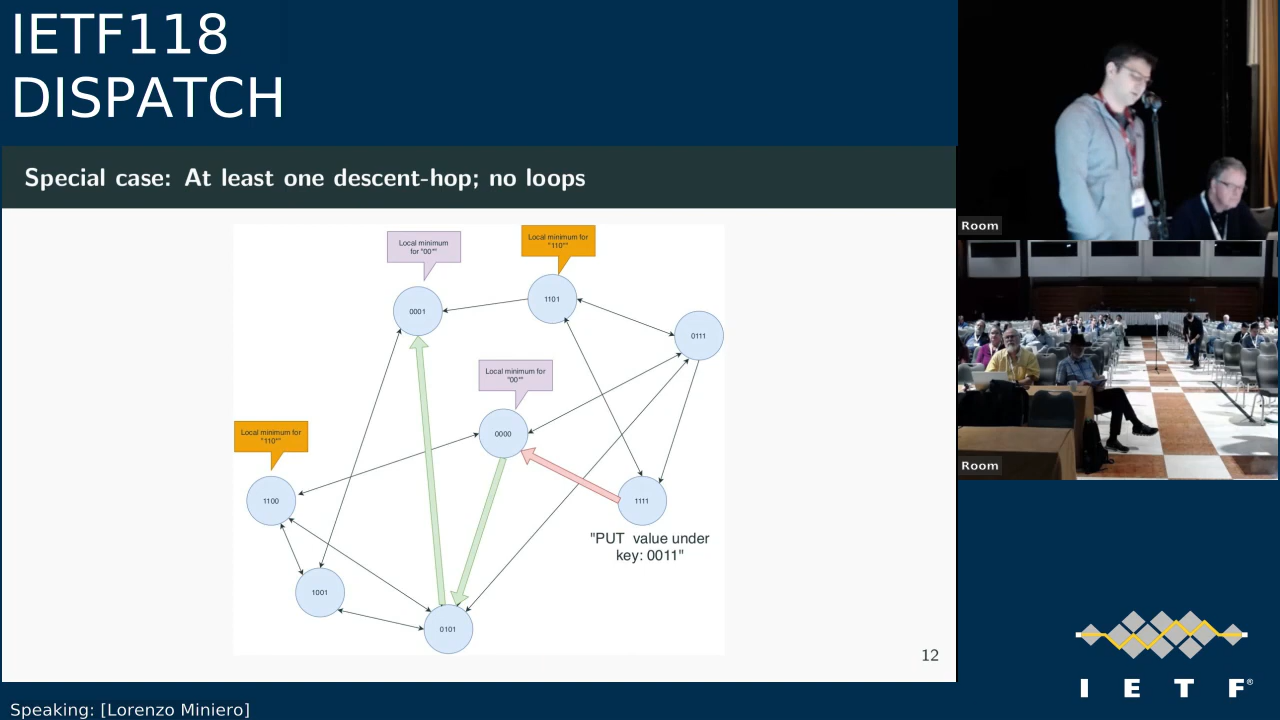 IETF118
DISPATCH
Special case: At least one descent-hop; no loops
Local minimum
for "00*"
Local minimum for
"110*"
0001
1101
0111
Local minimum for
"00*"
0000
Local minimum for
"110*"
1100
1111
"PUT value under
key: 0011"
1001
0101
12
Room
Room
I E T F®
Speaking: [Lorenzo Miniero]